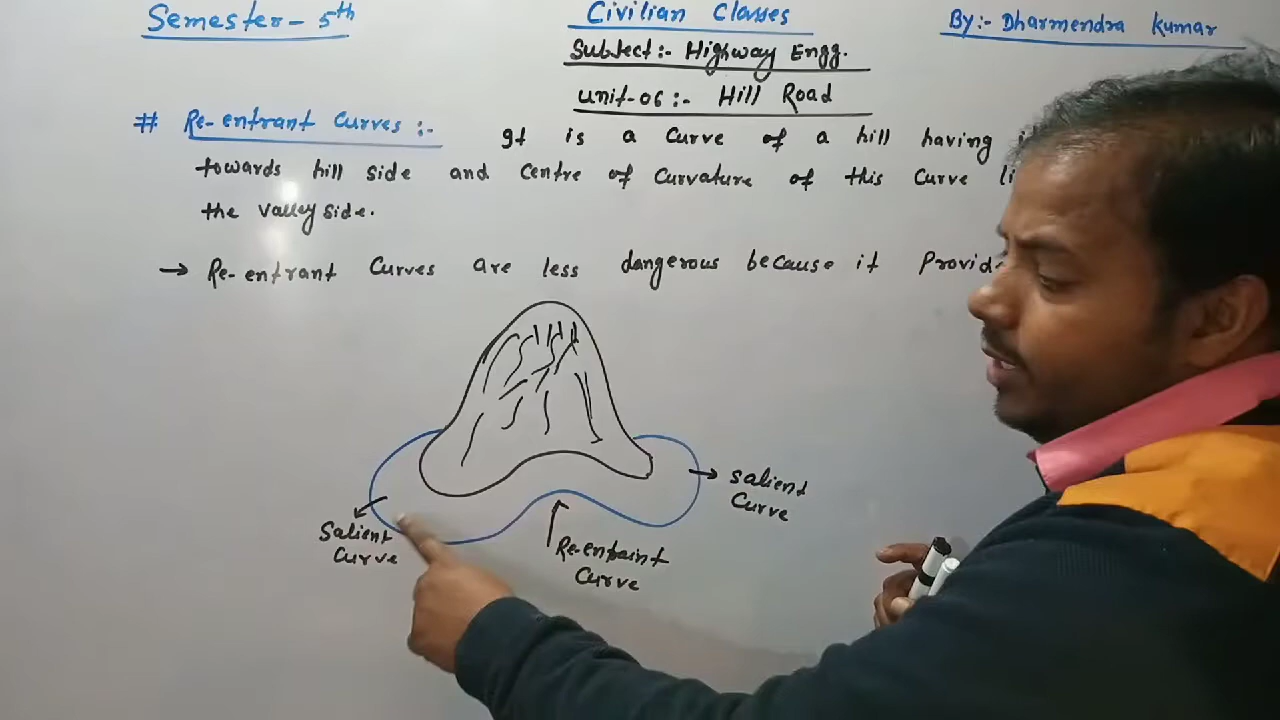 Semester - 5th
Civilian Classes
By:- Dharmendra Kumar
Subject:- Highway Engg.
Unit-06:- Hill Road
# Re-entrant Curves:- It is a Curve of a hill having
towards hill side and Centre of Curvature of this Curve
the valley side.
→ Re-entrant Curves are less dangerous because it
Salient
Curve
Re-entraint
Curve
Salient
Curve